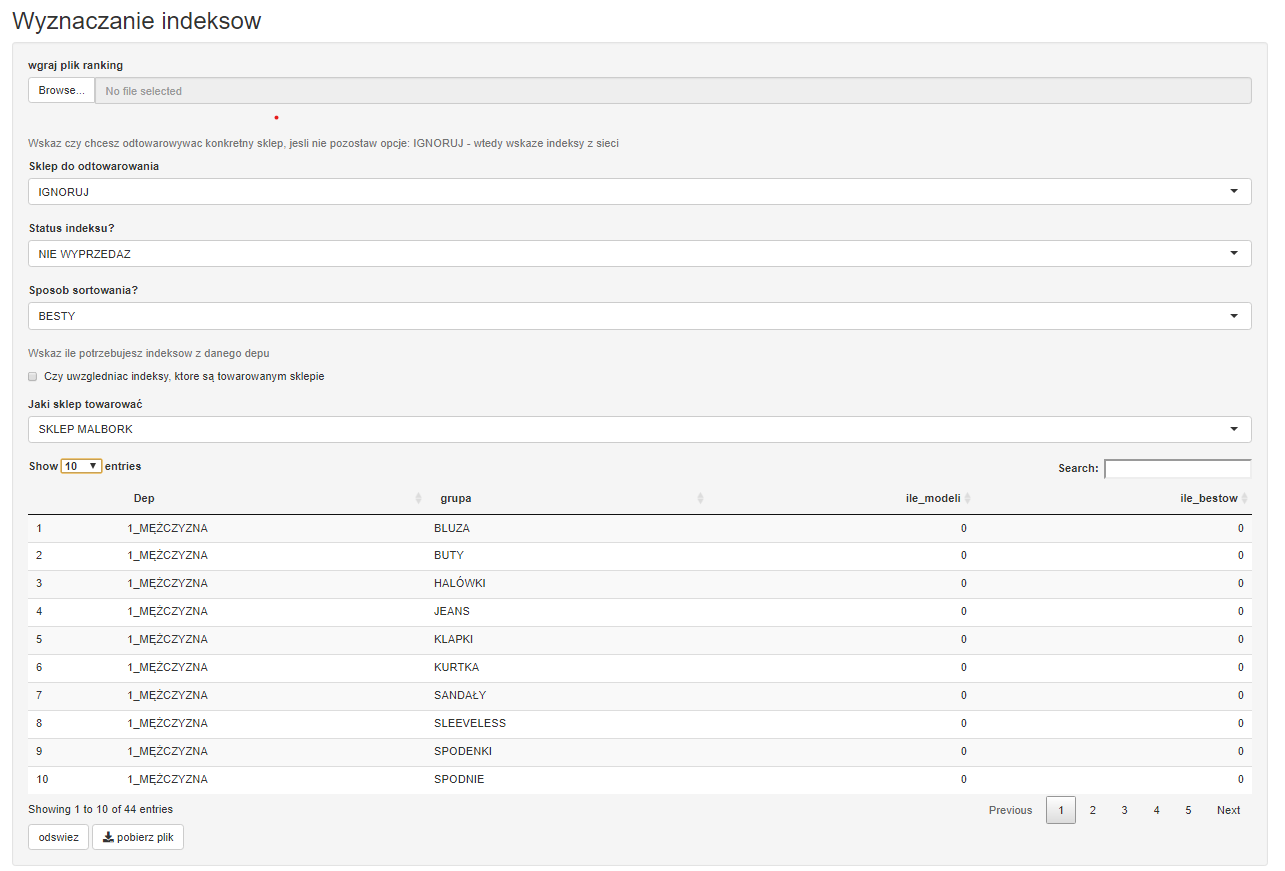 Wyznaczanie indeksow
wgraj plik ranking
Browse... No file selected
Wskaz czy chcesz odtowarowywac konkretny sklep, jesli nie pozostaw opcje: IGNORUJ - wtedy wskaze indeksy z sieci
Sklep do odtowarowania
IGNORUJ
Status indeksu?
NIE WYPRZEDAZ
Sposob sortowania?
BESTY
Wskaz ile potrzebujesz indeksow z danego depu
Czy uwzgledniac indeksy, ktore są towarowanym sklepie
Jaki sklep towarować
SKLEP MALBORK
Show 10 entries Search:
Dep grupa ile_modeli ile_bestow
1 1_MĘŻCZYZNA BLUZA 0 0
2 1_MĘŻCZYZNA BUTY 0 0
3 1_MĘŻCZYZNA HALÓWKI 0 0
4 1_MĘŻCZYZNA JEANS 0 0
5 1_MĘŻCZYZNA KLAPKI 0 0
6 1_MĘŻCZYZNA KURTKA 0 0
7 1_MĘŻCZYZNA SANDAŁY 0 0
8 1_MĘŻCZYZNA SLEEVELESS 0 0
9 1_MĘŻCZYZNA SPODENKI 0 0
10 1_MĘŻCZYZNA SPODNIE 0 0
Showing 1 to 10 of 44 entries Previous 1 2 3 4 5 Next
odswiez pobierz plik